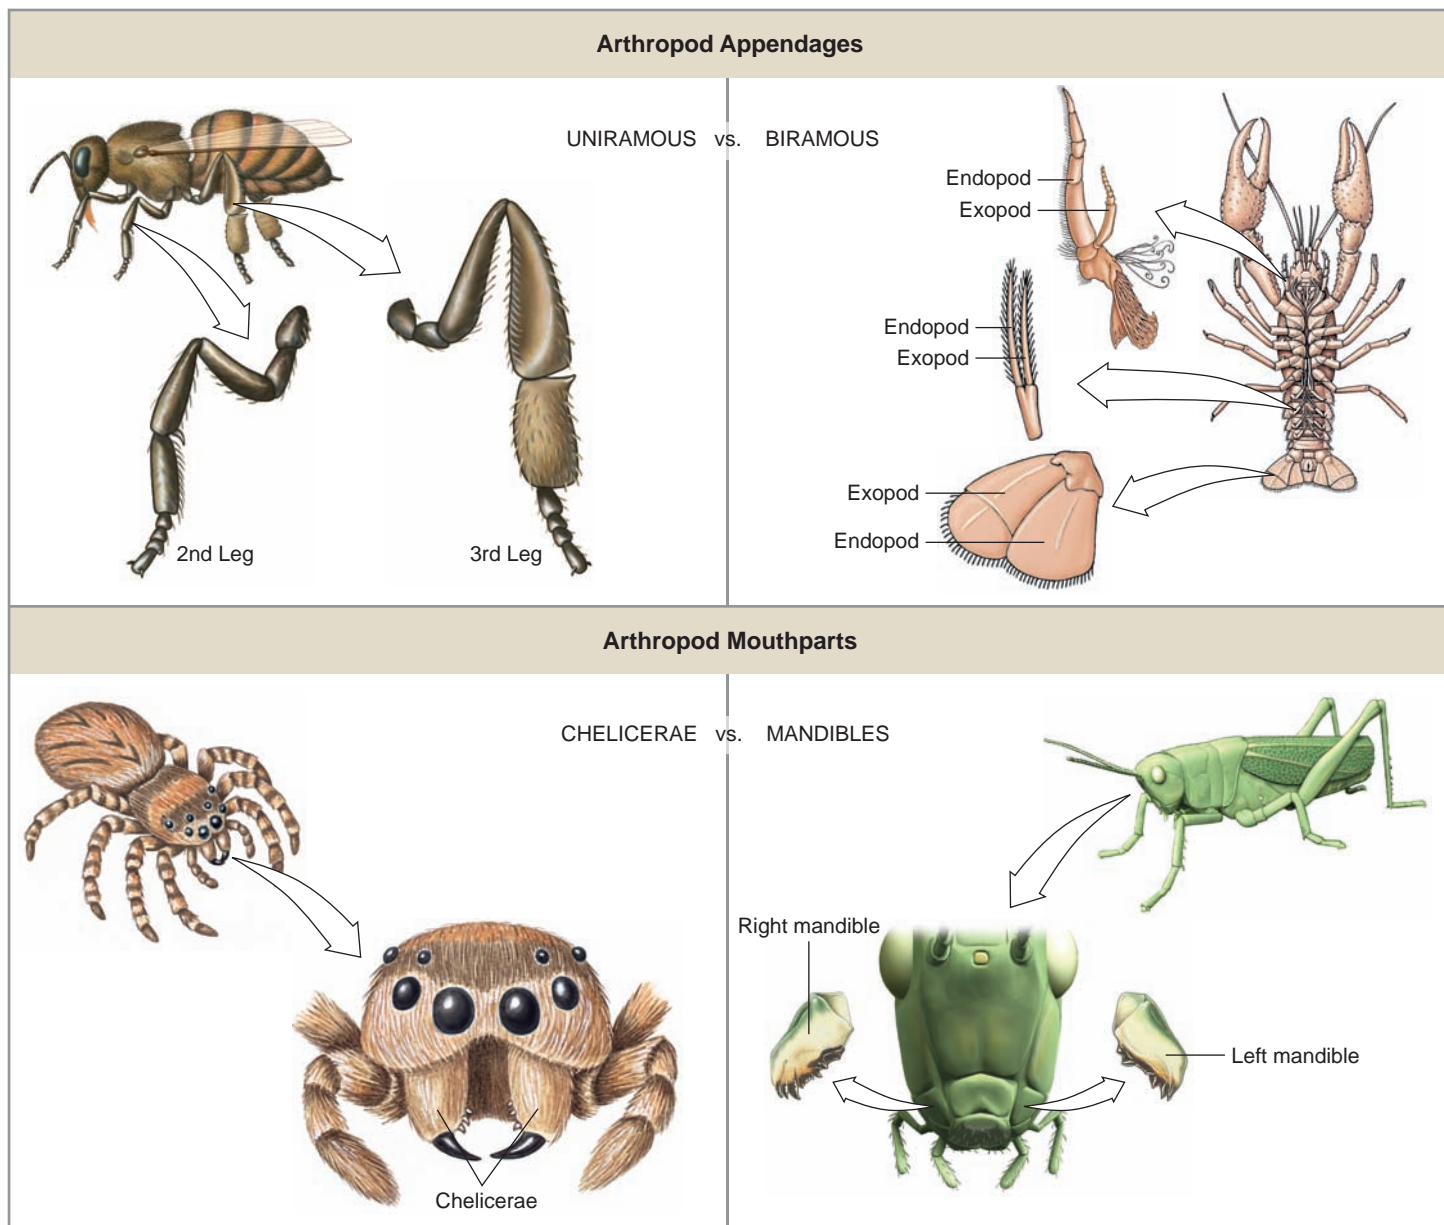 Arthropod Appendages
UNIRAMOUS vs. BIRAMOUS
2nd Leg
3rd Leg
Endopod
Exopod
Endopod
Exopod
Exopod
Endopod
Arthropod Mouthparts
CHELICERAE vs. MANDIBLES
Chelicerae
Right mandible
Left mandible